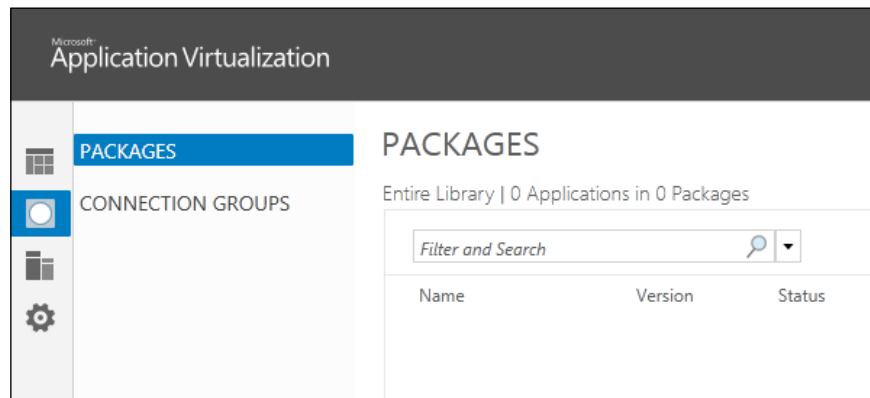 Microsoft·
Application Virtualization
PACKAGES
CONNECTION GROUPS
PACKAGES
Entire Library | 0 Applications in 0 Packages
Filter and Search
Name Version Status